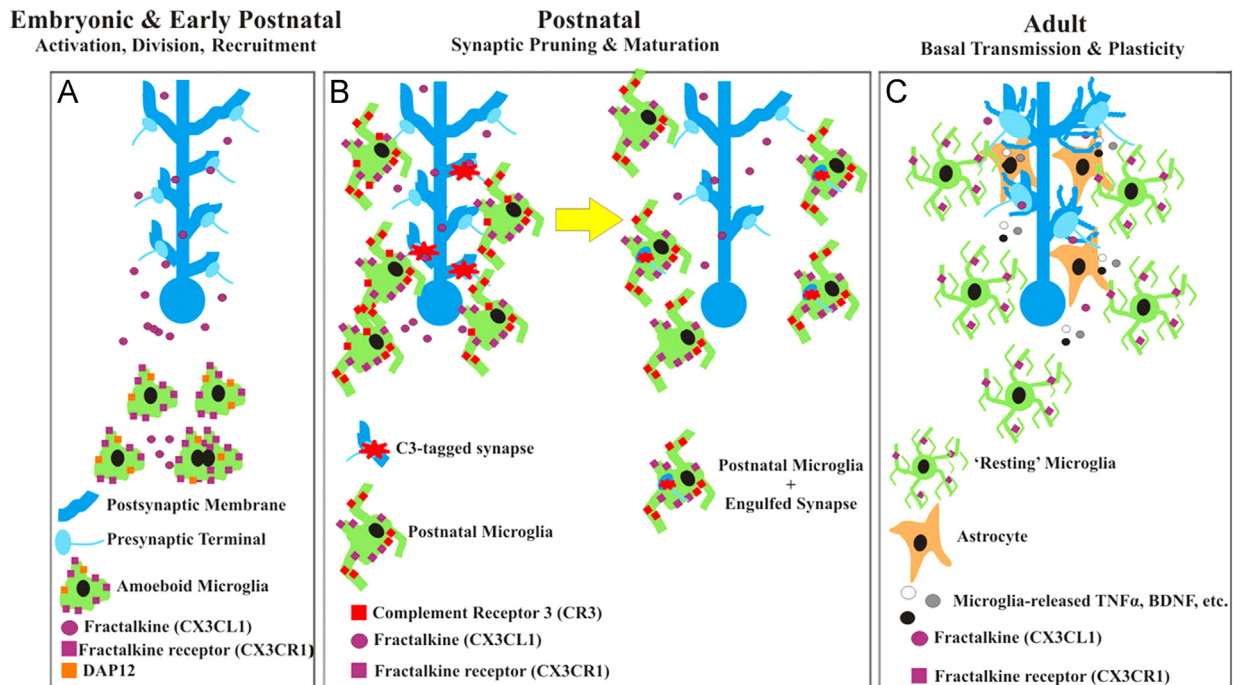 Embryonic & Early Postnatal
Activation, Division, Recruitment
Postnatal
Synaptic Pruning & Maturation
Adult
Basal Transmission & Plasticity
A
Postsynaptic Membrane
Presynaptic Terminal
Amoeboid Microglia
Fractalkine (CX3CL1)
Fractalkine receptor (CX3CR1)
DAP12
B
C3-tagged synapse
Postnatal Microglia
Postnatal Microglia
+
Engulfed Synapse
Complement Receptor 3 (CR3)
Fractalkine (CX3CL1)
Fractalkine receptor (CX3CR1)
C
‘Resting’ Microglia
Astrocyte
Microglia-released TNFα, BDNF, etc.
Fractalkine (CX3CL1)
Fractalkine receptor (CX3CR1)